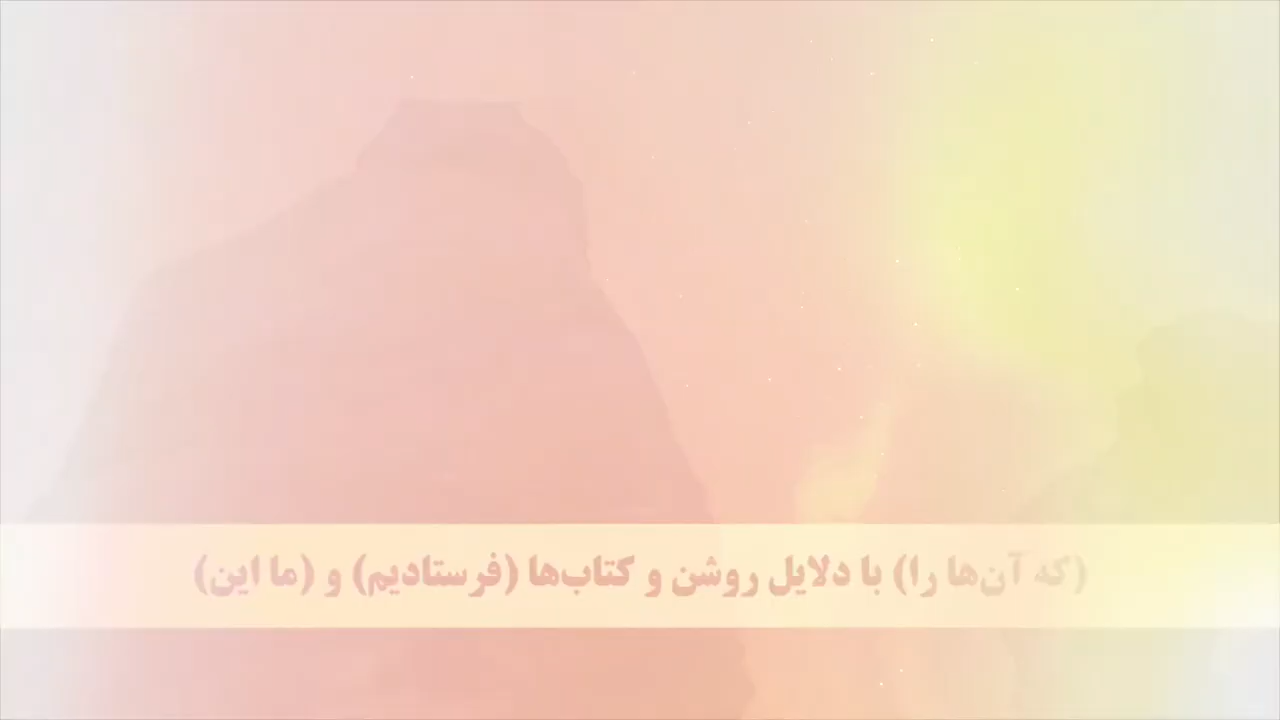 (که آن‌ها را) با دلایل روشن و کتاب‌ها (فرستادیم) و (ما این)